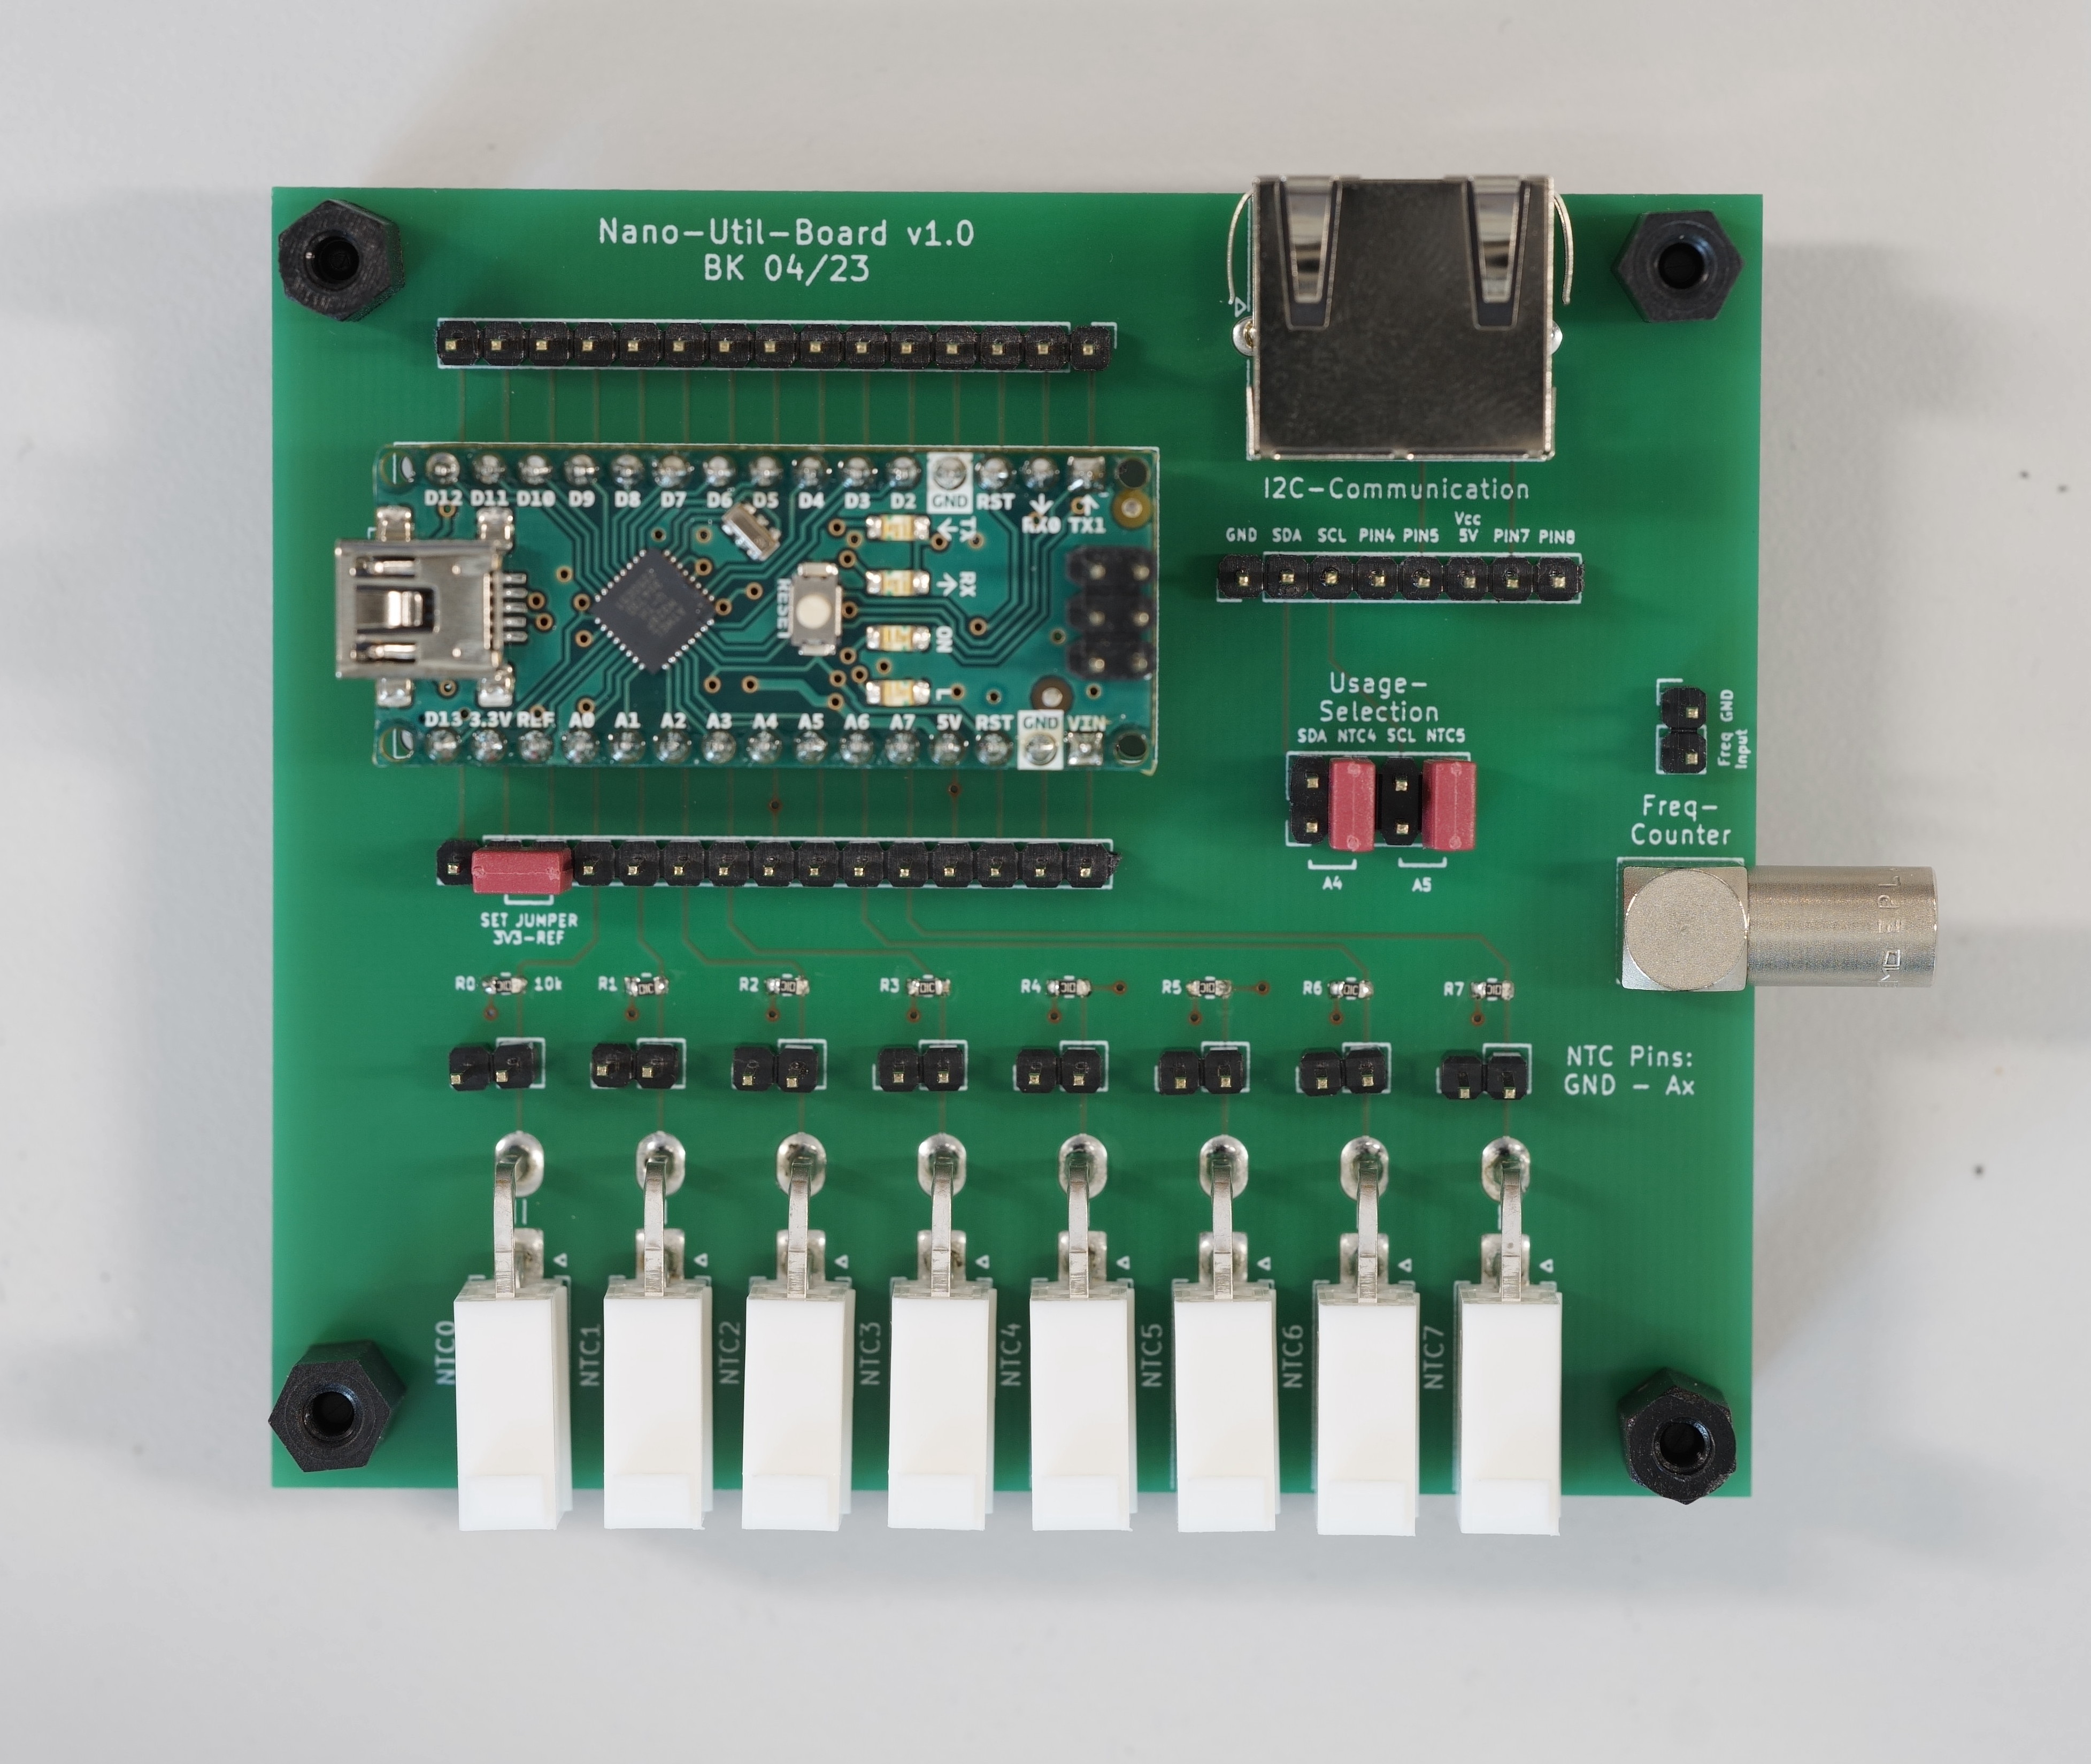 Nano-Util-Board v1.0
BK 04/23
D12 D11 D10 D9 D8 D7 D6 D5 D4 D3 D2 GND RST RX0 TX1
TX
RX
ON
L
RESET
D13 3.3V REF A0 A1 A2 A3 A4 A5 A6 A7 5V RST GND VIN
I2C-Communication
GND SDA SCL PIN4 PIN5 Vcc 5V PIN7 PIN8
Usage-
Selection
SDA NTC4 SCL NTC5
A4 A5
Freq GND
Input
Freq-
Counter
SET JUMPER
3V3-REF
R0 10k R1 R2 R3 R4 R5 R6 R7
NTC Pins:
GND - Ax
NTC0 NTC1 NTC2 NTC3 NTC4 NTC5 NTC6 NTC7